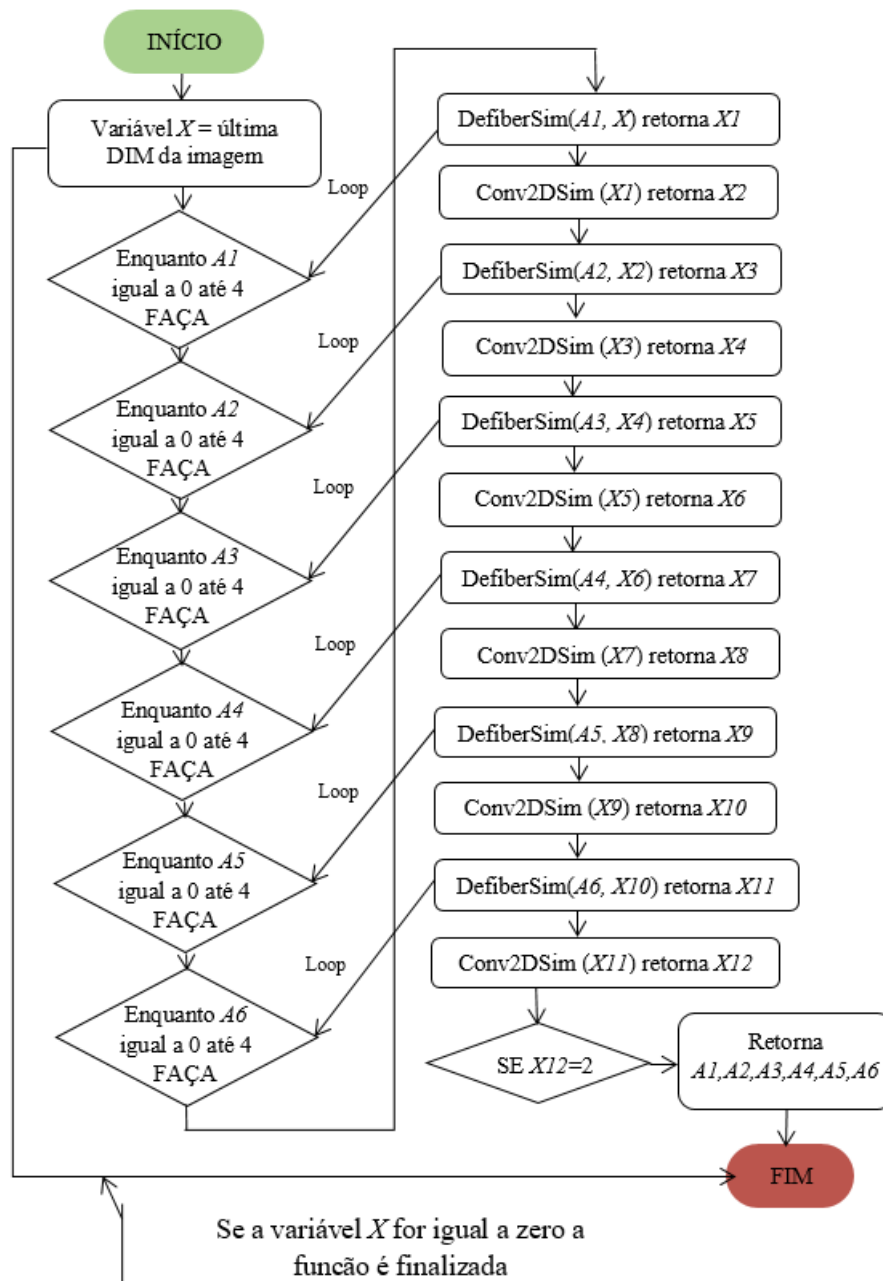 INÍCIO
Variável X = última
DIM da imagem
Enquanto A1
igual a 0 até 4
FAÇA
Enquanto A2
igual a 0 até 4
FAÇA
Enquanto A3
igual a 0 até 4
FAÇA
Enquanto A4
igual a 0 até 4
FAÇA
Enquanto A5
igual a 0 até 4
FAÇA
Enquanto A6
igual a 0 até 4
FAÇA
Loop
Loop
Loop
Loop
Loop
Loop
DefiberSim(A1, X) retorna X1
Conv2DSim (X1) retorna X2
DefiberSim(A2, X2) retorna X3
Conv2DSim (X3) retorna X4
DefiberSim(A3, X4) retorna X5
Conv2DSim (X5) retorna X6
DefiberSim(A4, X6) retorna X7
Conv2DSim (X7) retorna X8
DefiberSim(A5, X8) retorna X9
Conv2DSim (X9) retorna X10
DefiberSim(A6, X10) retorna X11
Conv2DSim (X11) retorna X12
SE X12=2
Retorna
A1,A2,A3,A4,A5,A6
FIM
Se a variável X for igual a zero a
função é finalizada